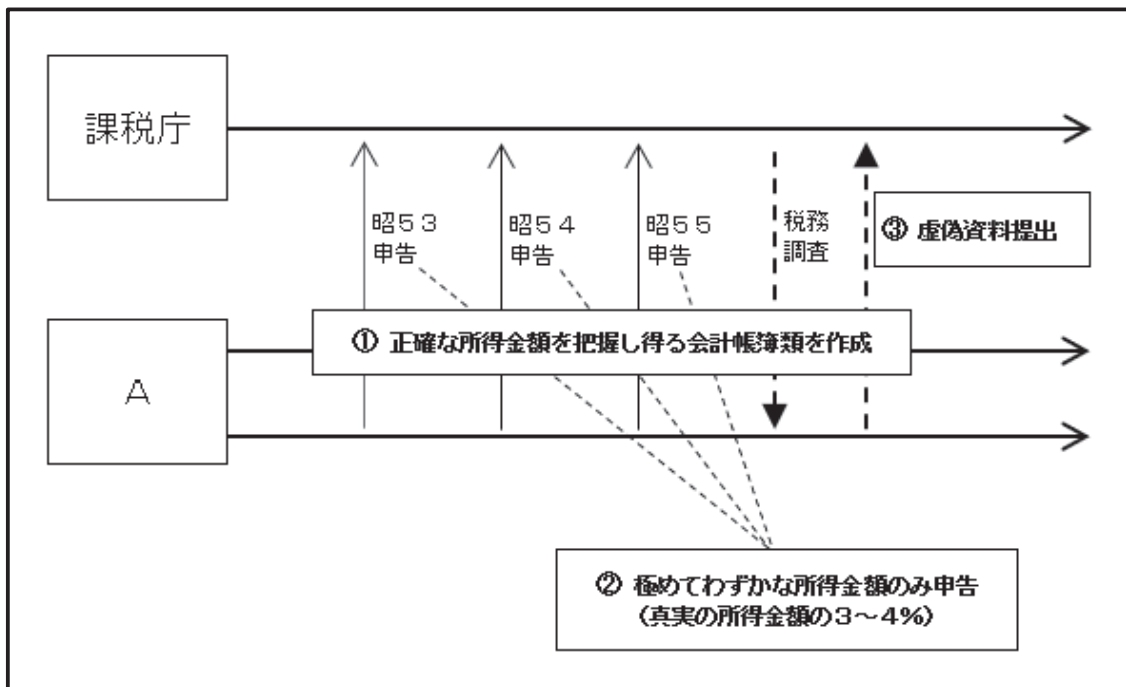 課税庁
昭５３
申告
昭５４
申告
昭５５
申告
税務
調査
③ 虚偽資料提出
① 正確な所得金額を把握し得る会計帳簿類を作成
Ａ
② 極めてわずかな所得金額のみ申告
（真実の所得金額の３～４％）